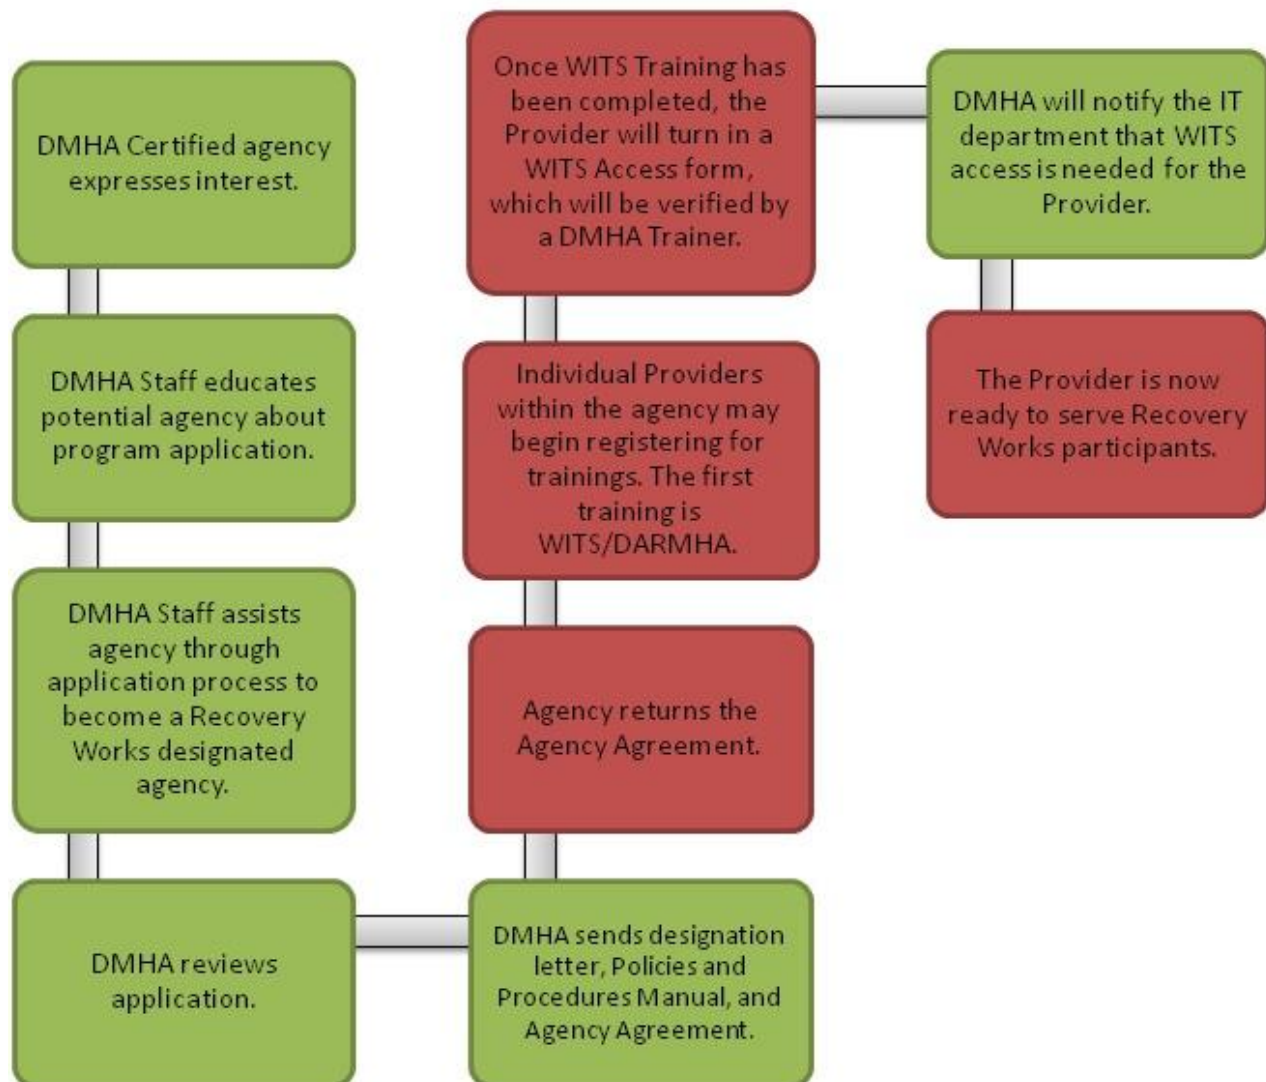 DMHA Certified agency
expresses interest.
DMHA Staff educates
potential agency about
program application.
DMHA Staff assists
agency through
application process to
become a Recovery
Works designated
agency.
DMHA reviews
application.
DMHA sends designation
letter, Policies and
Procedures Manual, and
Agency Agreement.
Agency returns the
Agency Agreement.
Individual Providers
within the agency may
begin registering for
trainings. The first
training is
WITS/DARMHA.
Once WITS Training has
been completed, the
Provider will turn in a
WITS Access form,
which will be verified by
a DMHA Trainer.
DMHA will notify the IT
department that WITS
access is needed for the
Provider.
The Provider is now
ready to serve Recovery
Works participants.